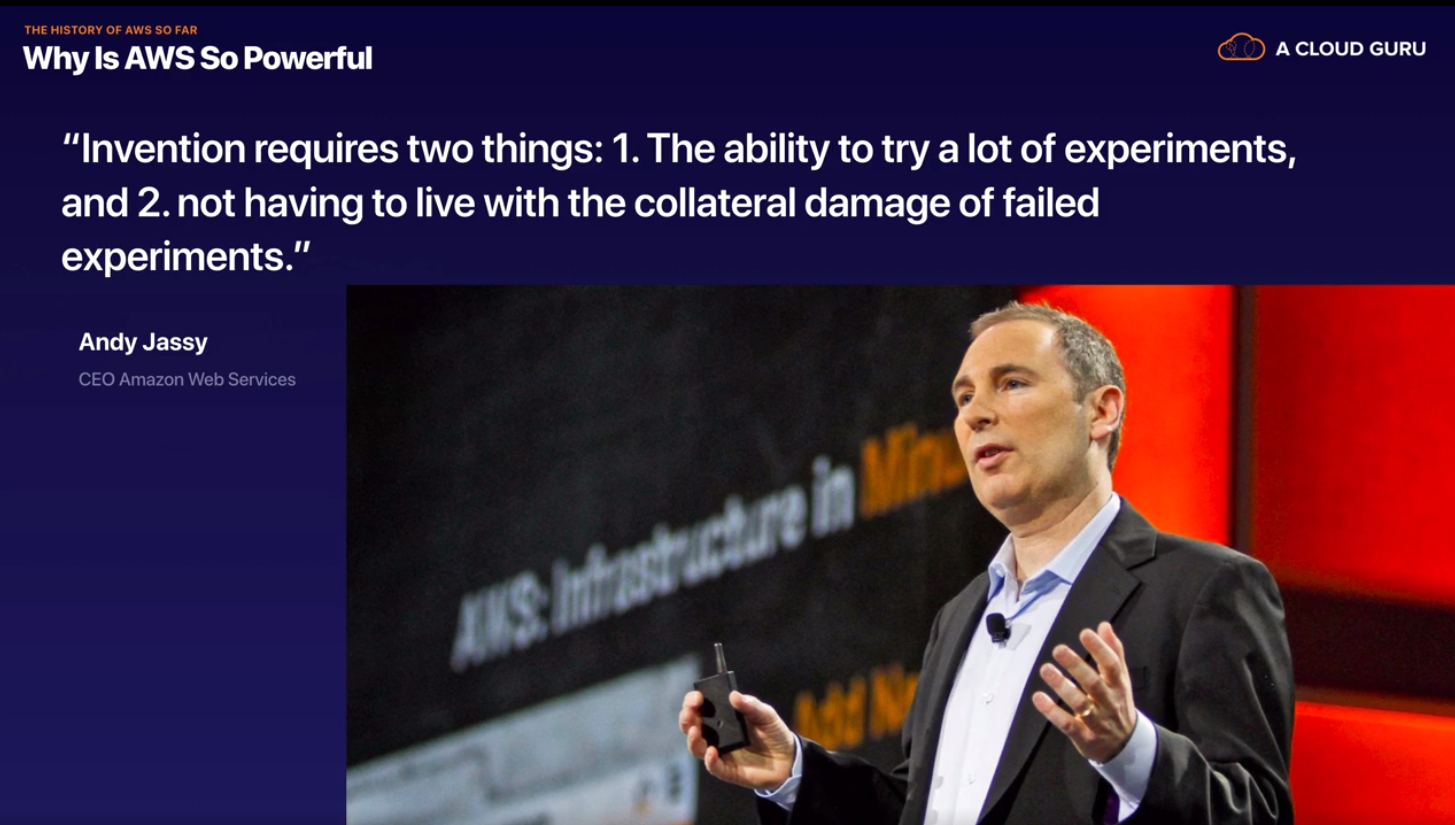 THE HISTORY OF AWS SO FAR
Why Is AWS So Powerful
A CLOUD GURU
“Invention requires two things: 1. The ability to try a lot of experiments,
and 2. not having to live with the collateral damage of failed
experiments.”
Andy Jassy
CEO Amazon Web Services
AWS: Infrastructure in
Add